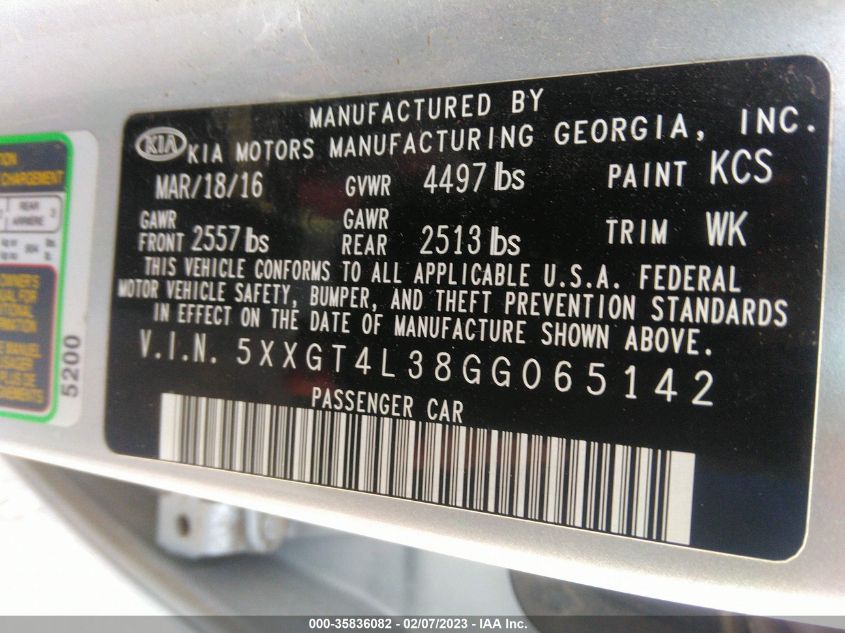 MANUFACTURED BY
KIA KIA MOTORS MANUFACTURING GEORGIA, INC.
MAR/18/16 GVWR 4497 lbs PAINT KCS
GAWR FRONT 2557 lbs GAWR REAR 2513 lbs TRIM WK
THIS VEHICLE CONFORMS TO ALL APPLICABLE U.S.A. FEDERAL
MOTOR VEHICLE SAFETY, BUMPER, AND THEFT PREVENTION STANDARDS
IN EFFECT ON THE DATE OF MANUFACTURE SHOWN ABOVE.
V.I.N. 5XXGT4L38GG065142
PASSENGER CAR
CHARGEMENT
REAR
ARRIERE
5200
000-35836082 - 02/07/2023 - IAA Inc.